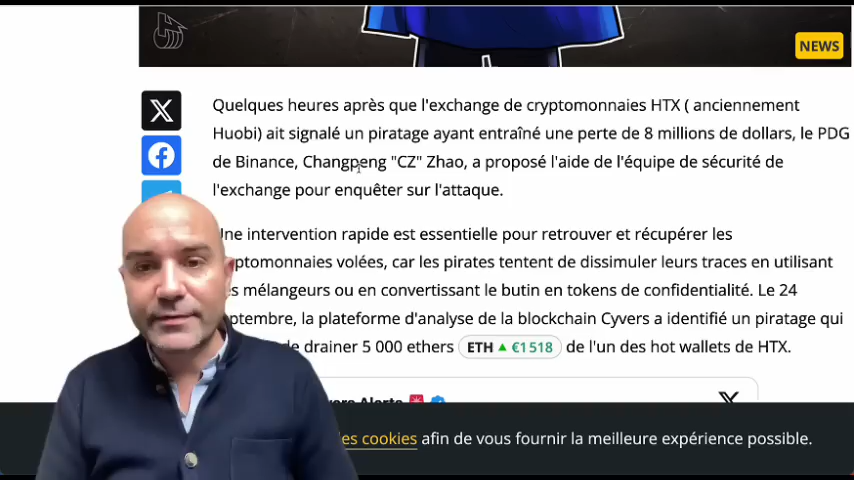 NEWS
Quelques heures après que l'exchange de cryptomonnaies HTX ( anciennement
Huobi) ait signalé un piratage ayant entraîné une perte de 8 millions de dollars, le PDG
de Binance, Changpeng "CZ" Zhao, a proposé l'aide de l'équipe de sécurité de
l'exchange pour enquêter sur l'attaque.
Une intervention rapide est essentielle pour retrouver et récupérer les
cryptomonnaies volées, car les pirates tentent de dissimuler leurs traces en utilisant
mélangeurs ou en convertissant le butin en tokens de confidentialité. Le 24
septembre, la plateforme d'analyse de la blockchain Cyvers a identifié un piratage qui
de drainer 5 000 ethers ETH ▲ €1 518 de l'un des hot wallets de HTX.
Alerts
les cookies afin de vous fournir la meilleure expérience possible.